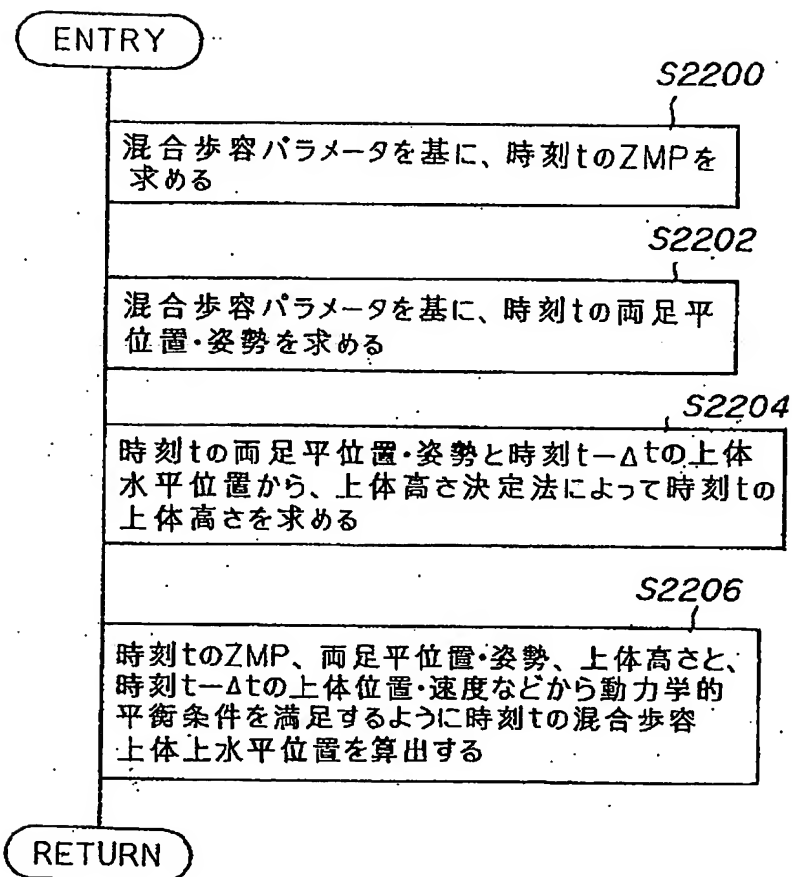 ENTRY
S2200
混合歩容パラメータを基に、時刻tのZMPを
求める
S2202
混合歩容パラメータを基に、時刻tの両足平
位置・姿勢を求める
S2204
時刻tの両足平位置・姿勢と時刻t-Δtの上体
水平位置から、上体高さ決定法によって時刻tの
上体高さを求める
S2206
時刻tのZMP、両足平位置・姿勢、上体高さと、
時刻t-Δtの上体位置・速度などから動力学的
平衡条件を満足するように時刻tの混合歩容
上体上水平位置を算出する
RETURN